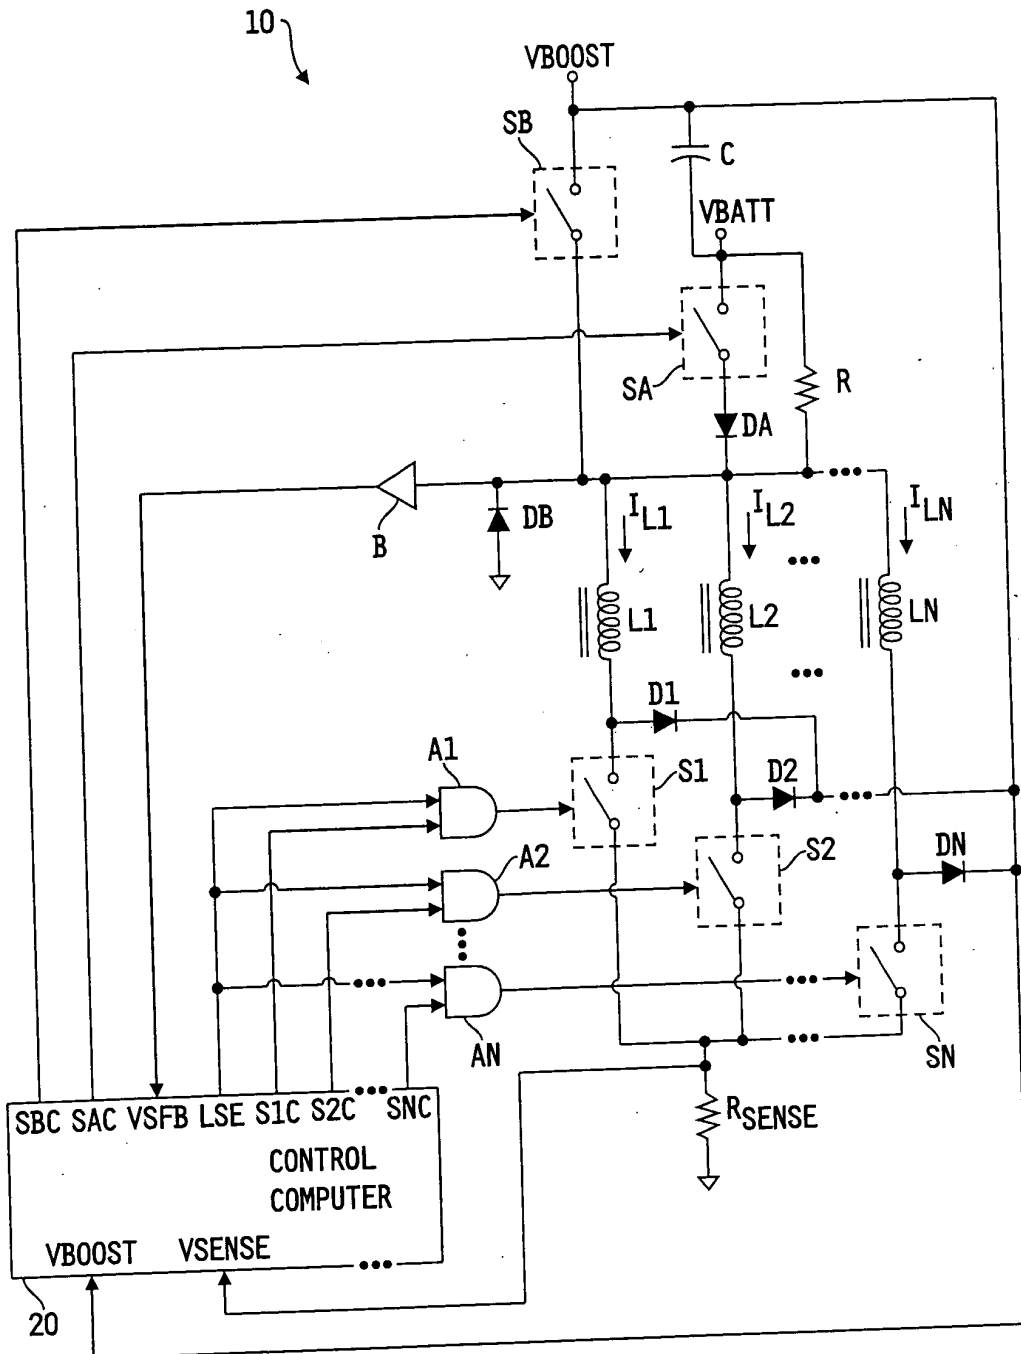 10
VBOOST
SB
C
VBATT
SA
R
DA
B
DB
IL1
IL2
ILN
L1
L2
LN
D1
A1
S1
D2
A2
S2
DN
AN
SN
SBC SAC VSFB LSE S1C S2C SNC
RSENSE
CONTROL
COMPUTER
VBOOST VSENSE
20